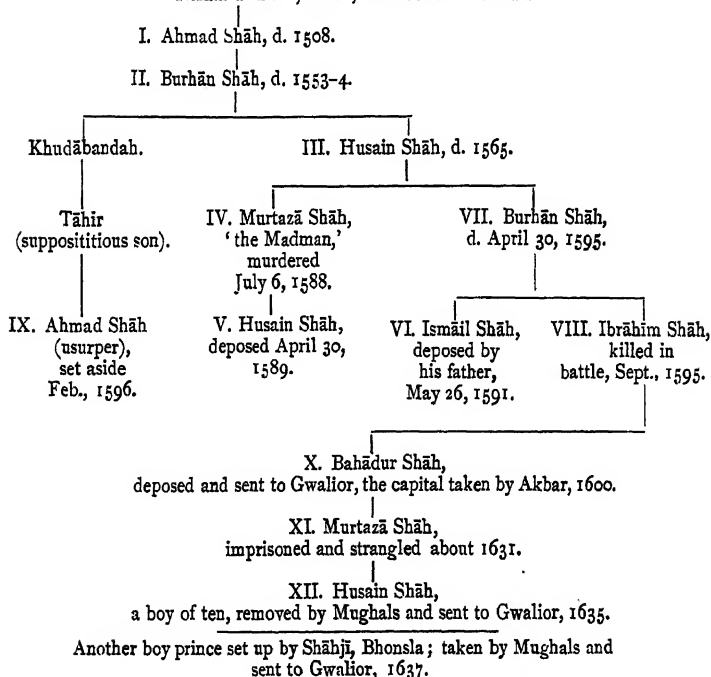 I. Ahmad Shāh, d. 1508.
II. Burhān Shāh, d. 1553-4.
Khudābandah.
III. Husain Shāh, d. 1565.
Tāhir
(supposititious son).
IV. Murtazā Shāh,
‘the Madman,’
murdered
July 6, 1588.
VII. Burhān Shāh,
d. April 30, 1595.
IX. Ahmad Shāh
(usurper),
set aside
Feb., 1596.
V. Husain Shāh,
deposed April 30,
1589.
VI. Ismāil Shāh,
deposed by
his father,
May 26, 1591.
VIII. Ibrāhīm Shāh,
killed in
battle, Sept., 1595.
X. Bahādur Shāh,
deposed and sent to Gwalior, the capital taken by Akbar, 1600.
XI. Murtazā Shāh,
imprisoned and strangled about 1631.
XII. Husain Shāh,
a boy of ten, removed by Mughals and sent to Gwalior, 1635.
Another boy prince set up by Shāhjī, Bhonsla; taken by Mughals and
sent to Gwalior, 1637.